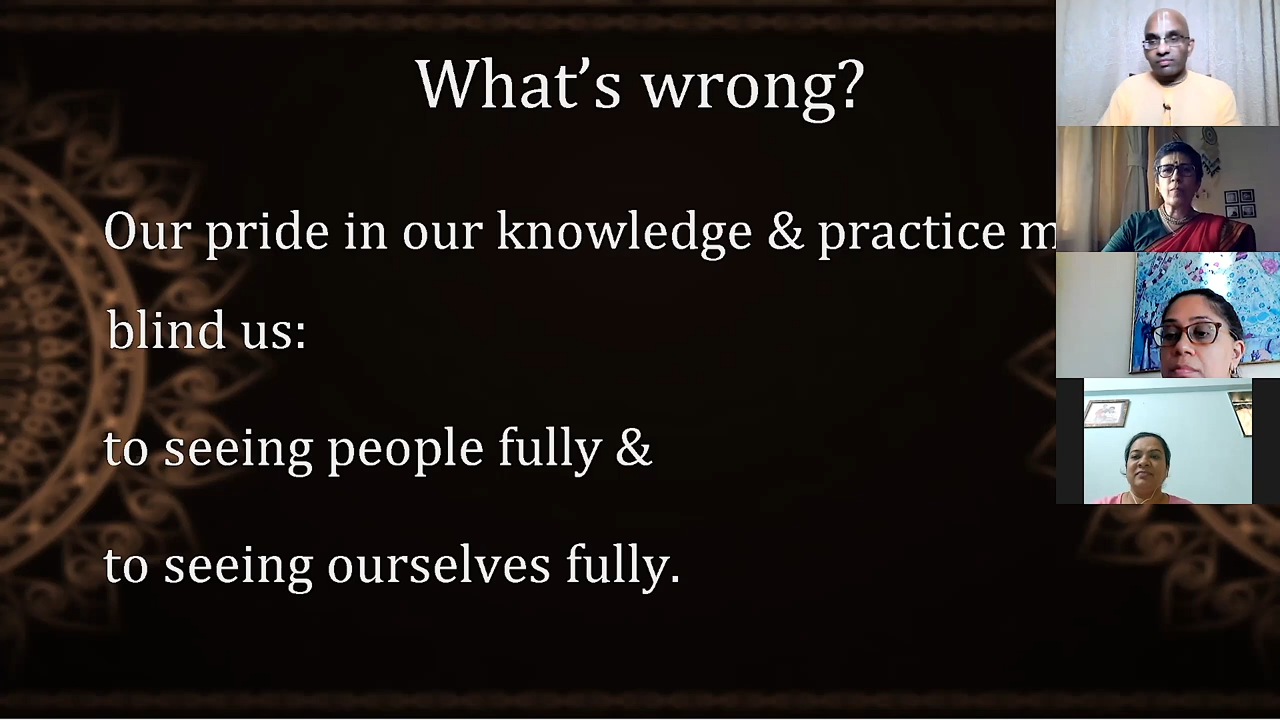 What’s wrong?
Our pride in our knowledge & practice
blind us:
to seeing people fully &
to seeing ourselves fully.